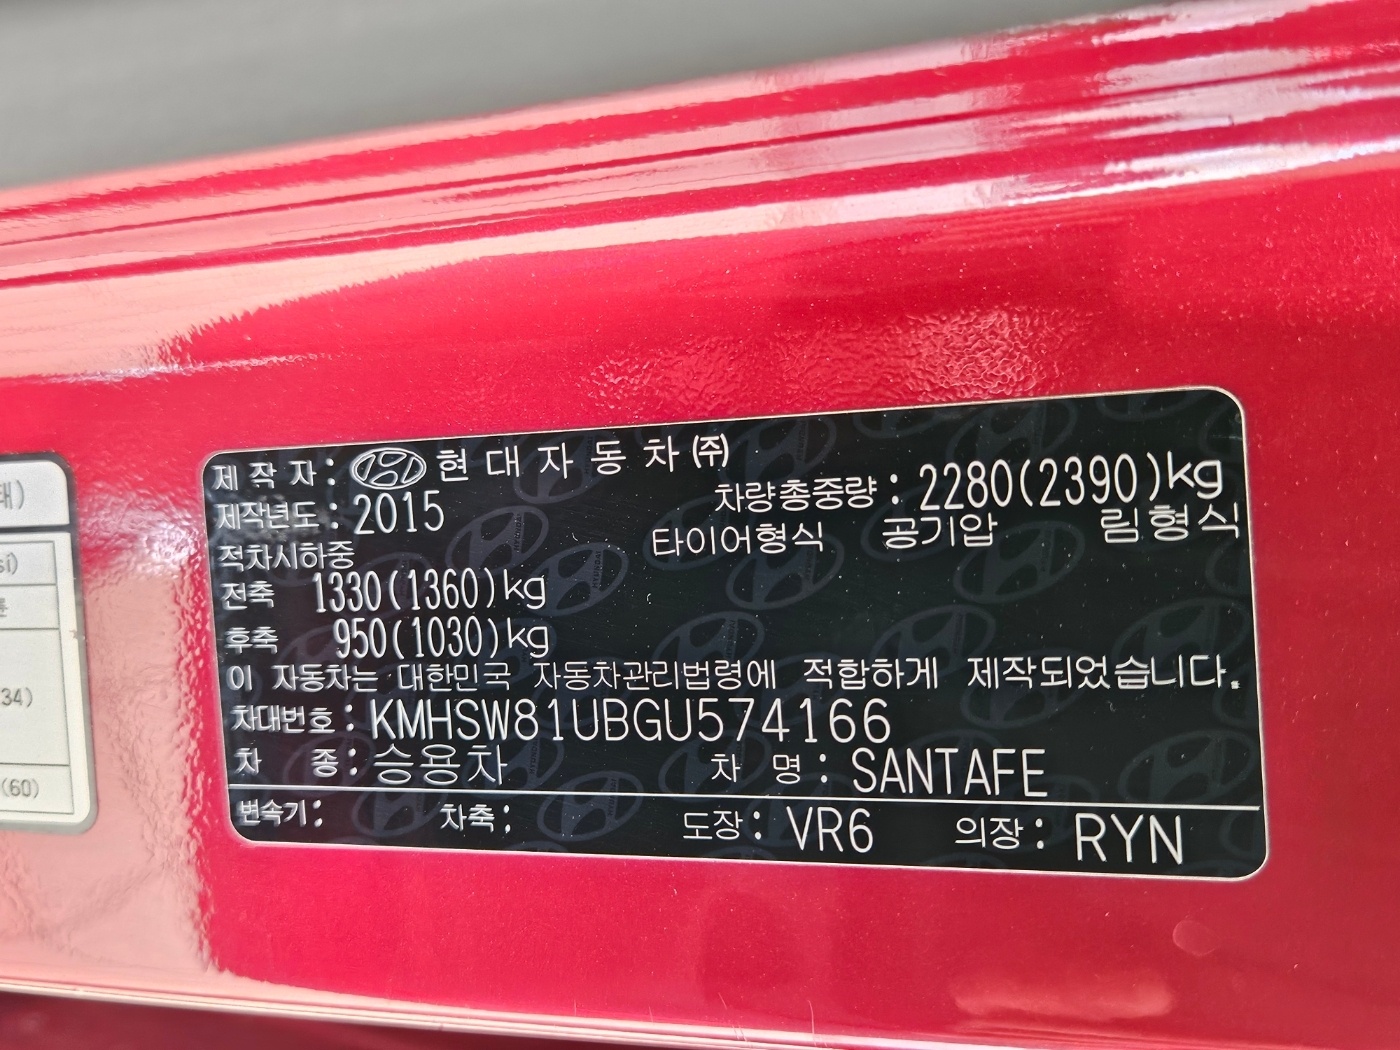 제 작 자 : 현 대 자 동 차 ㈜
제작년도 : 2015
차량총중량 : 2280(2390)kg
적차시하중
타이어형식 공기압 림형식
전축 1330(1360)kg
후축 950(1030)kg
이 자동차는 대한민국 자동차관리법령에 적합하게 제작되었습니다.
차대번호 : KMHSW81UBGU574166
차 종 : 승용차 차 명 : SANTAFE
변속기 : 차축 : 도장 : VR6 의장 : RYN
34)
(60)